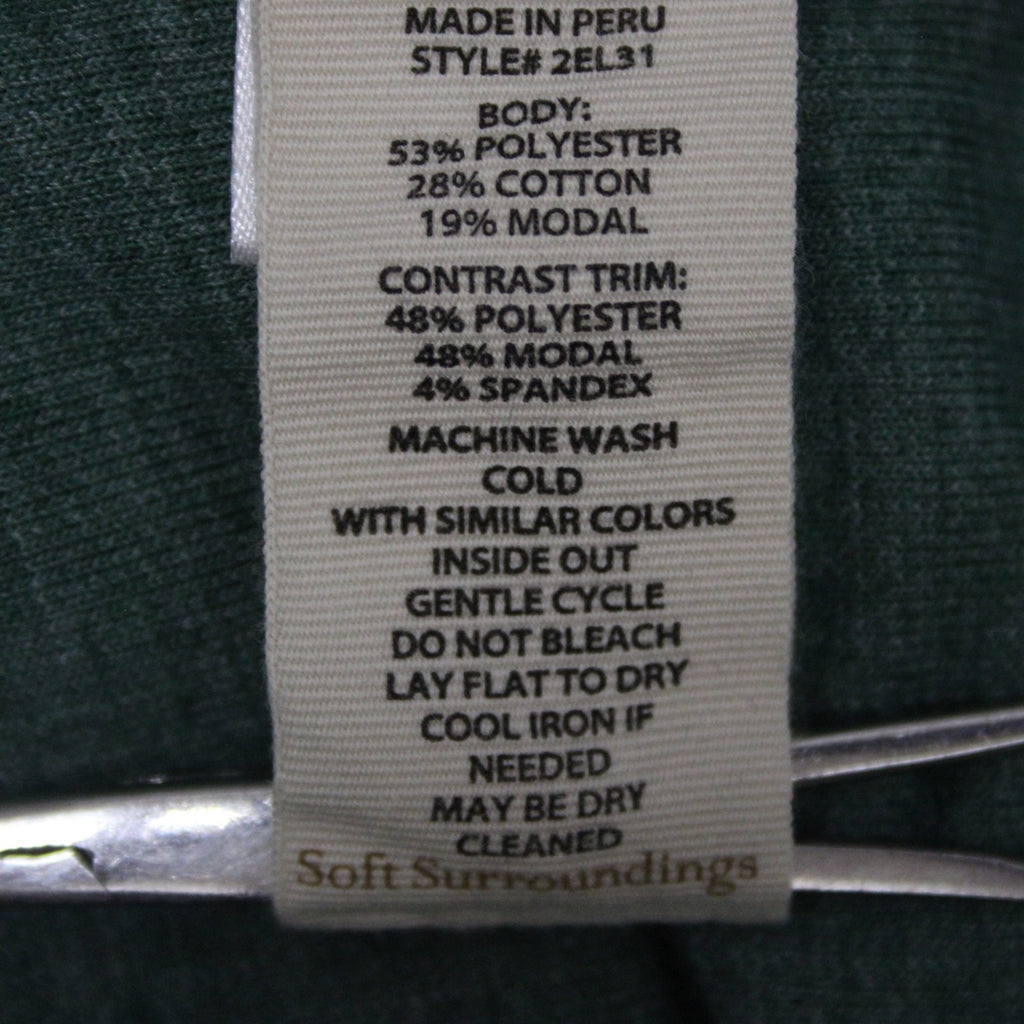 MADE IN PERU
STYLE# 2EL31
BODY:
53% POLYESTER
28% COTTON
19% MODAL
CONTRAST TRIM:
48% POLYESTER
48% MODAL
4% SPANDEX
MACHINE WASH
COLD
WITH SIMILAR COLORS
INSIDE OUT
GENTLE CYCLE
DO NOT BLEACH
LAY FLAT TO DRY
COOL IRON IF
NEEDED
MAY BE DRY
CLEANED
Soft Surroundings